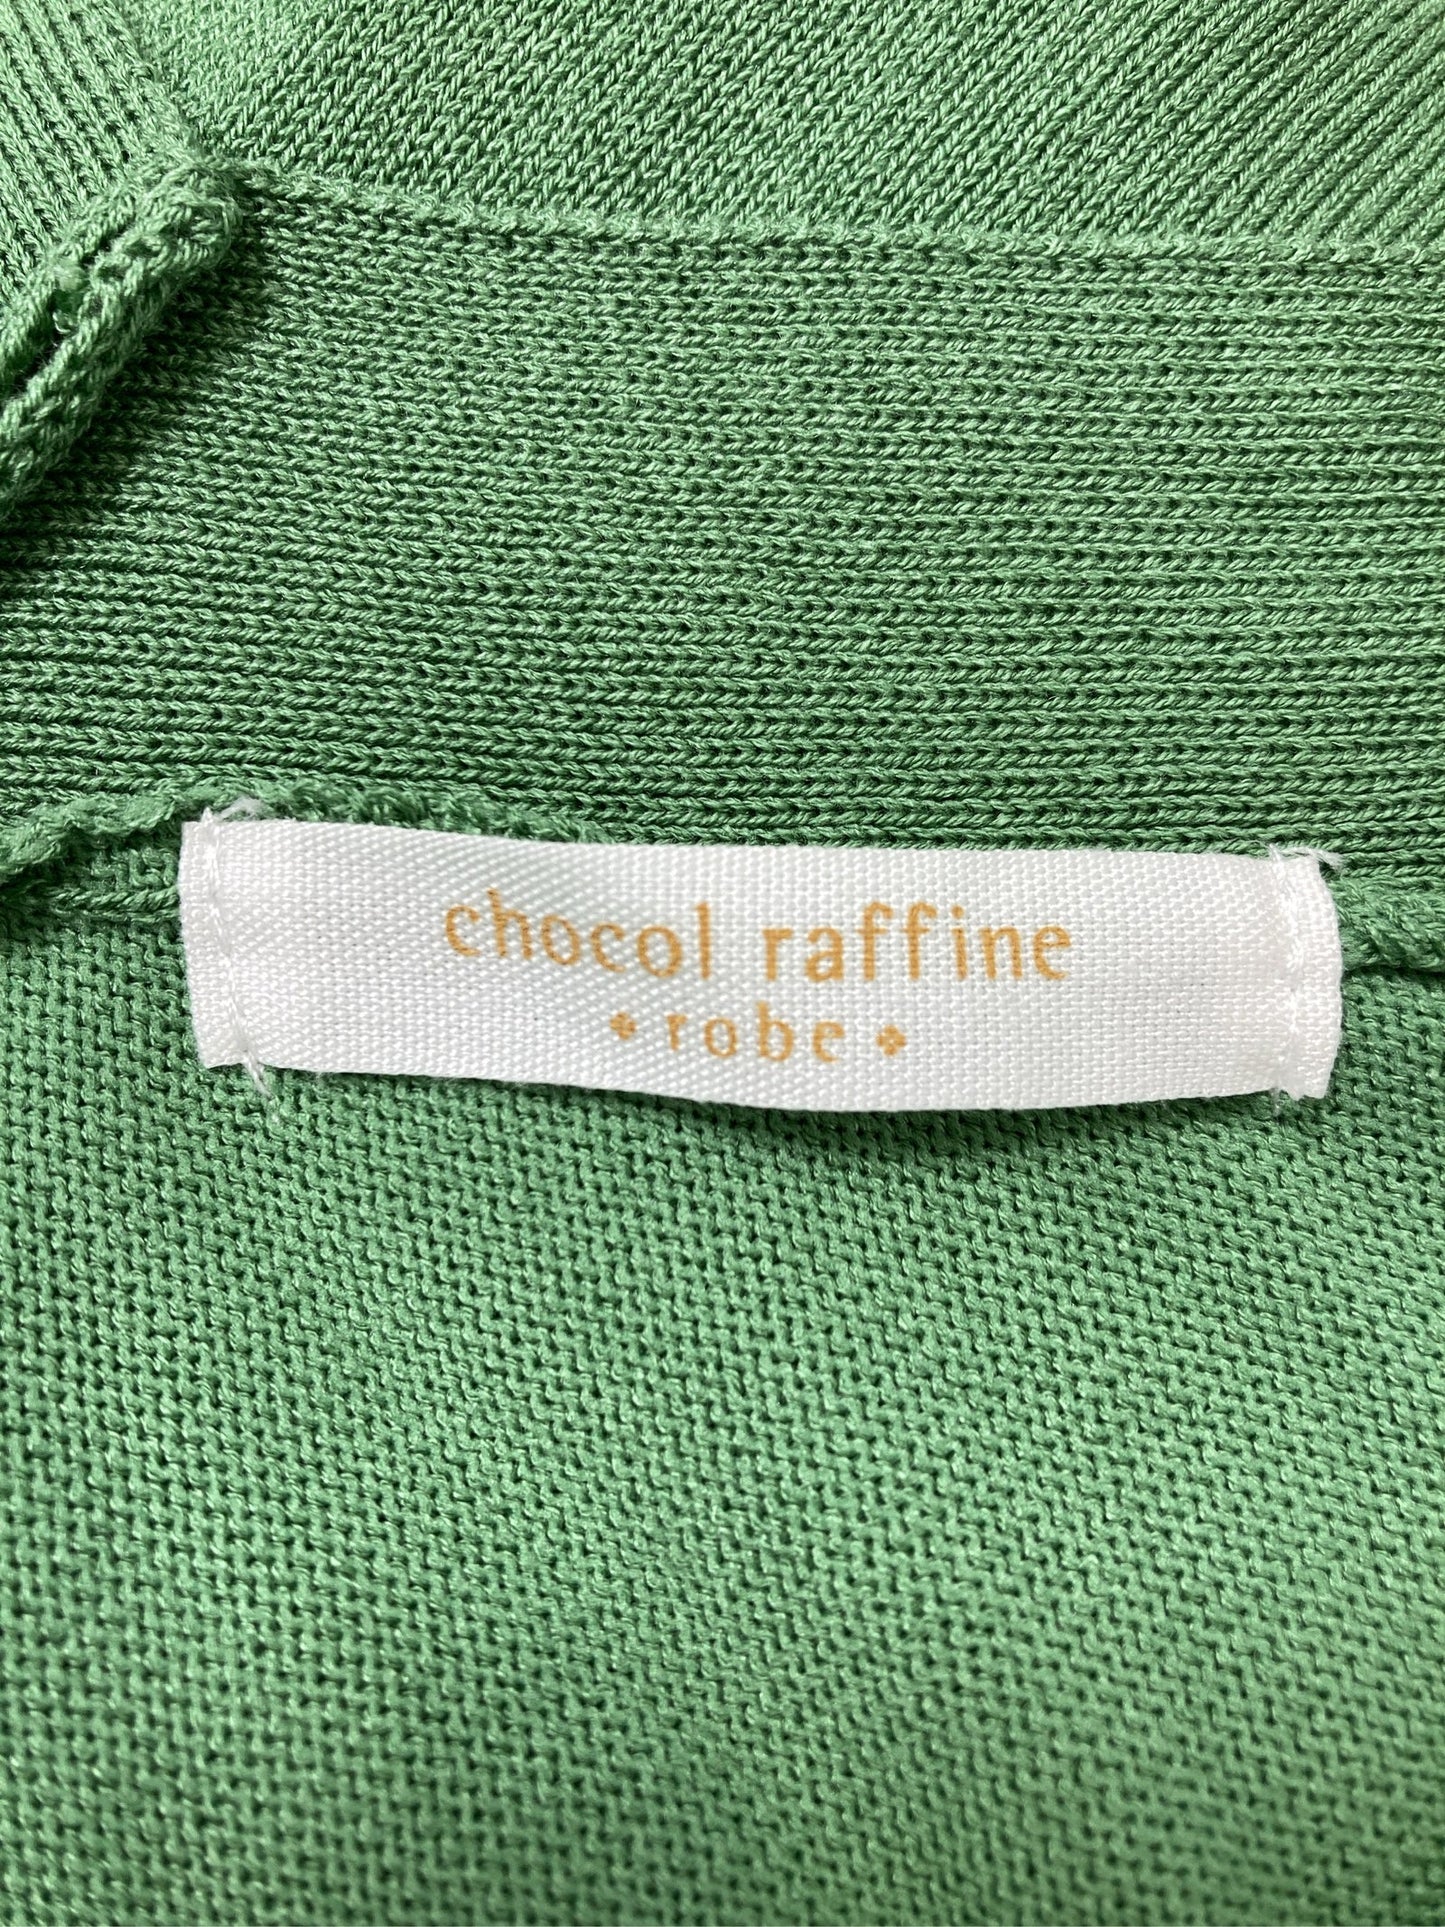 chocol raffine
robe